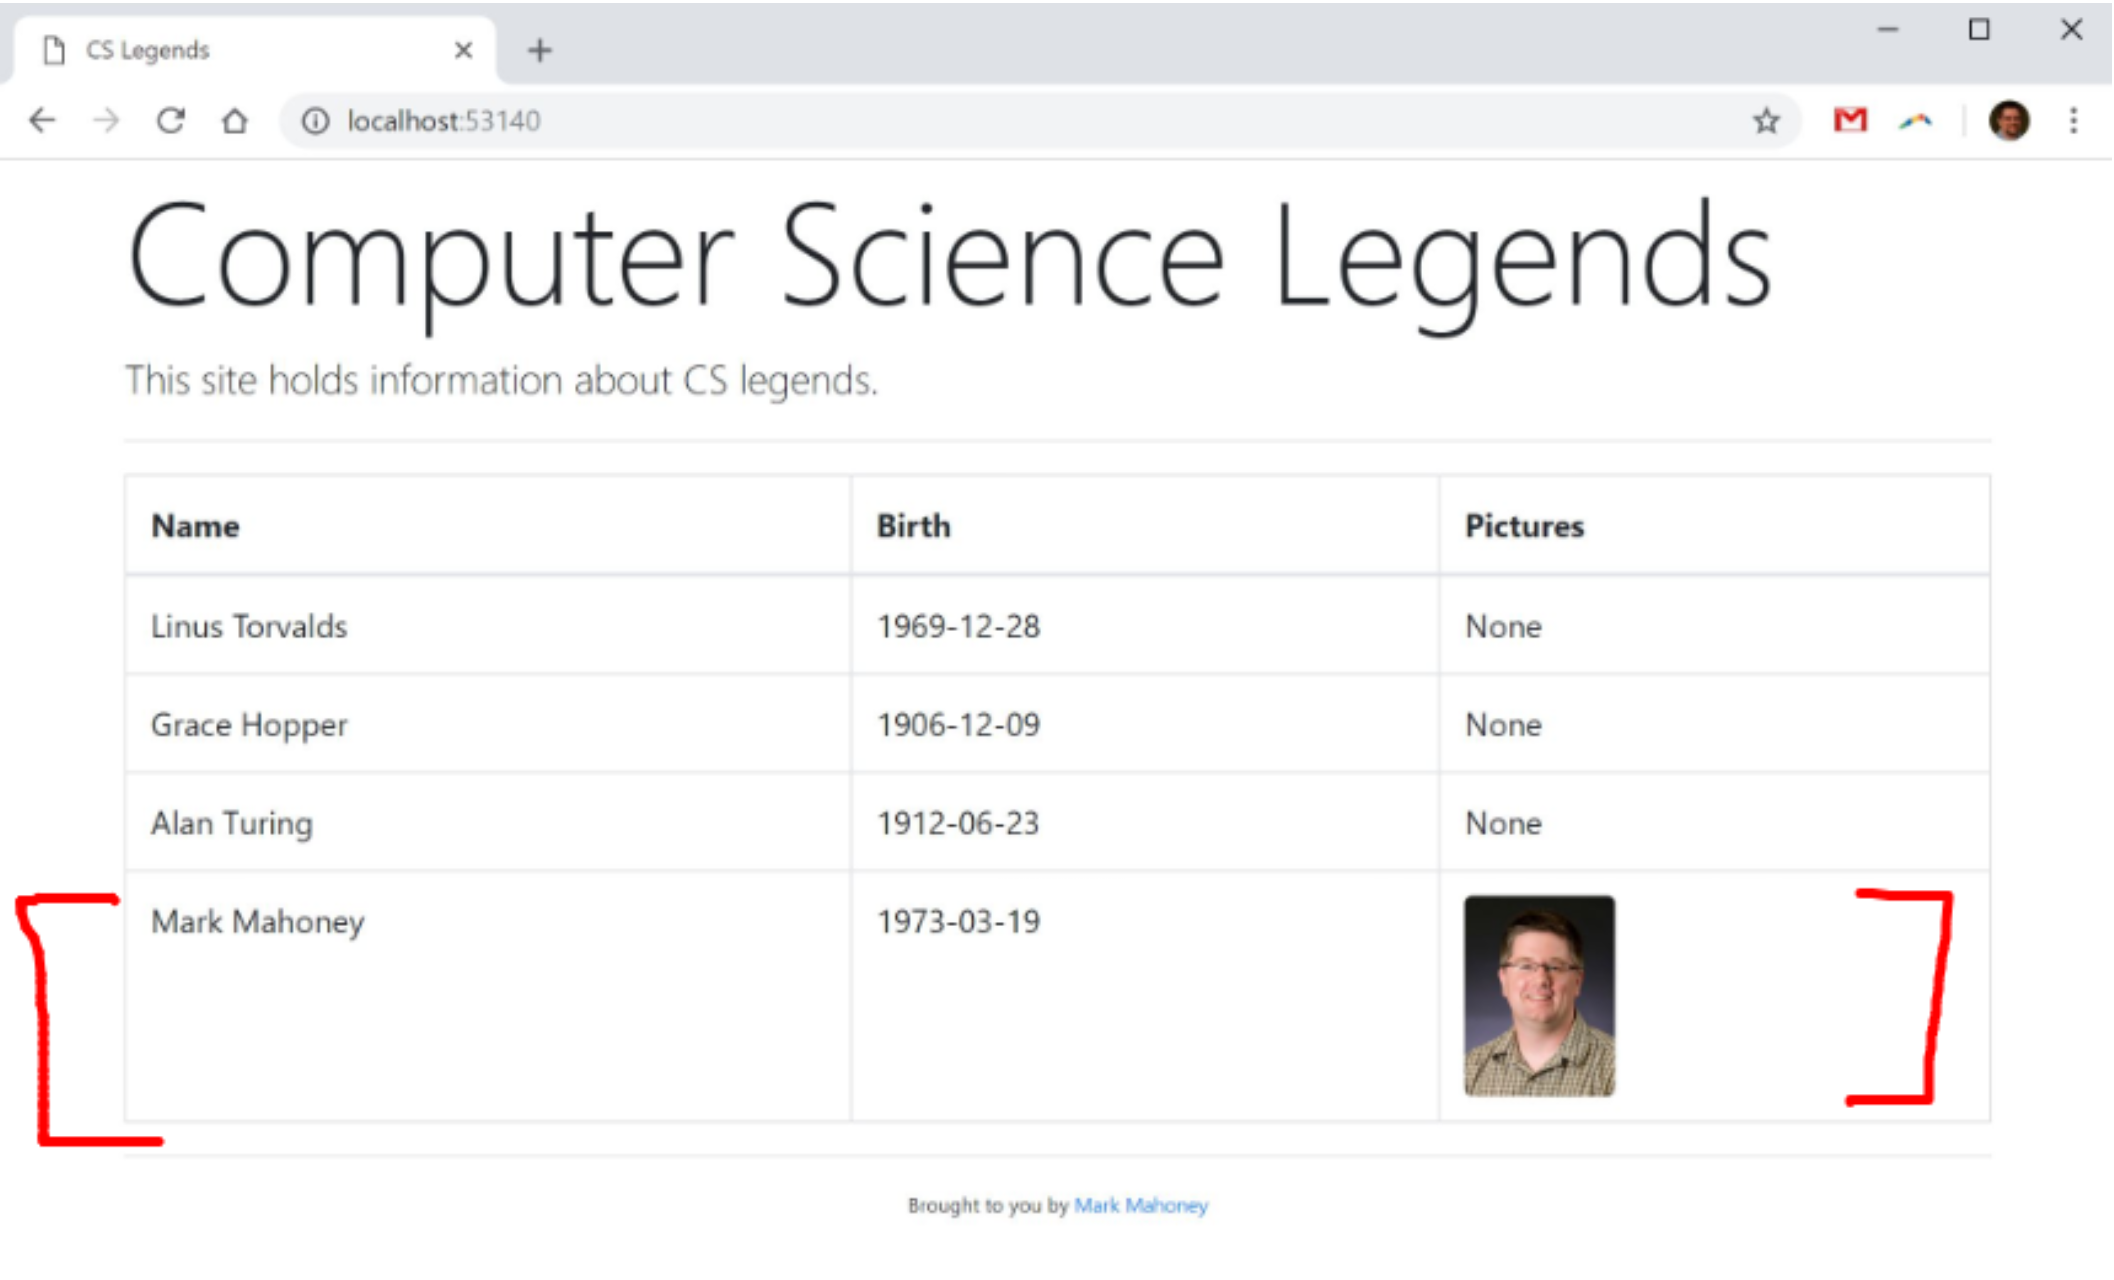 CS Legends
localhost:53140
Computer Science Legends
This site holds information about CS legends.
Name Birth Pictures
Linus Torvalds 1969-12-28 None
Grace Hopper 1906-12-09 None
Alan Turing 1912-06-23 None
Mark Mahoney 1973-03-19
Brought to you by Mark Mahoney